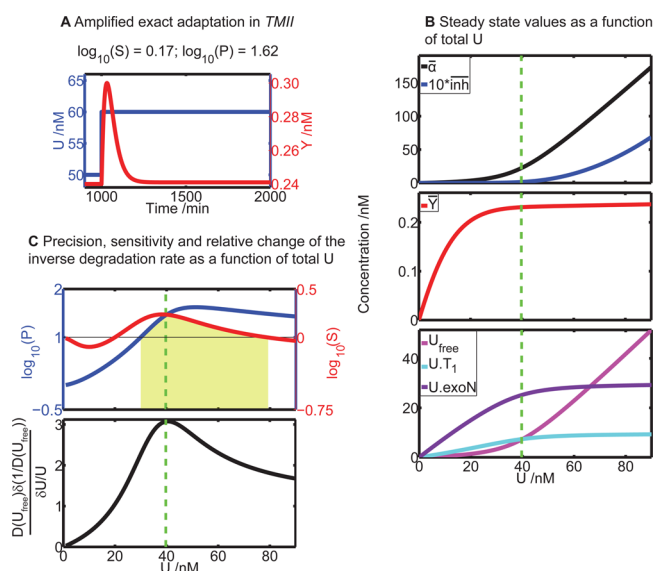 A Amplified exact adaptation in TMII
log₁₀(S) = 0.17; log₁₀(P) = 1.62
65
60
55
50
U /nM
0.30
0.28
0.26
0.24
Y /nM
1000
1500
2000
Time /min
B Steady state values as a function
of total U
150
100
50
0
ᾱ
10*i̅n̅h̅
0.2
0.1
0
Y̅
Concentration /nM
40
20
0
U_free
U.T₁
U.exoN
0
20
40
60
80
U /nM
C Precision, sensitivity and relative change of the
inverse degradation rate as a function of total U
2
1
−0.5
log₁₀(P)
0.5
0
−0.75
log₁₀(S)
3
2
1
0
D(U_free)δ(1/D(U_free))
δU/U
0
20
40
60
80
U /nM